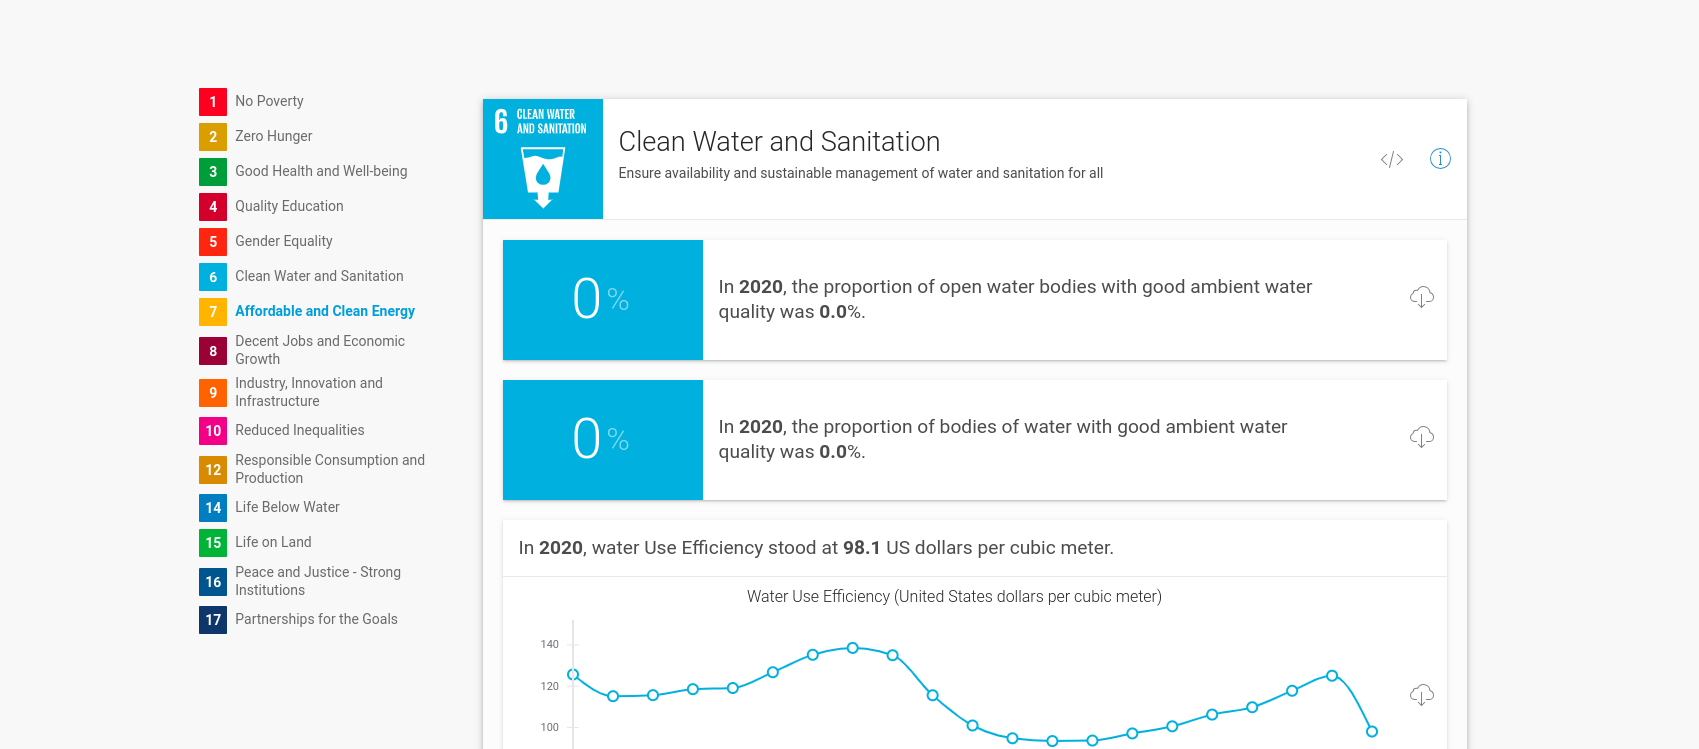 1 No Poverty
2 Zero Hunger
3 Good Health and Well-being
4 Quality Education
5 Gender Equality
6 Clean Water and Sanitation
7 Affordable and Clean Energy
8 Decent Jobs and Economic
Growth
9 Industry, Innovation and
Infrastructure
10 Reduced Inequalities
12 Responsible Consumption and
Production
14 Life Below Water
15 Life on Land
16 Peace and Justice - Strong
Institutions
17 Partnerships for the Goals
6 CLEAN WATER
AND SANITATION
Clean Water and Sanitation
Ensure availability and sustainable management of water and sanitation for all
0 %
In 2020, the proportion of open water bodies with good ambient water
quality was 0.0%.
0 %
In 2020, the proportion of bodies of water with good ambient water
quality was 0.0%.
In 2020, water Use Efficiency stood at 98.1 US dollars per cubic meter.
Water Use Efficiency (United States dollars per cubic meter)
140
120
100